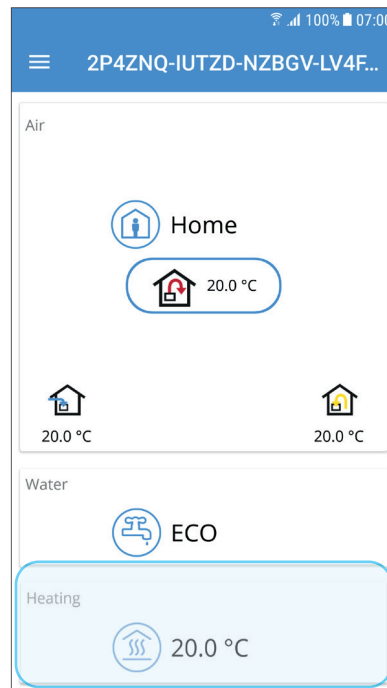 100% 07:00
2P4ZNQ-IUTZD-NZBGV-LV4F...
Air
Home
20.0 °C
20.0 °C
20.0 °C
Water
ECO
Heating
20.0 °C